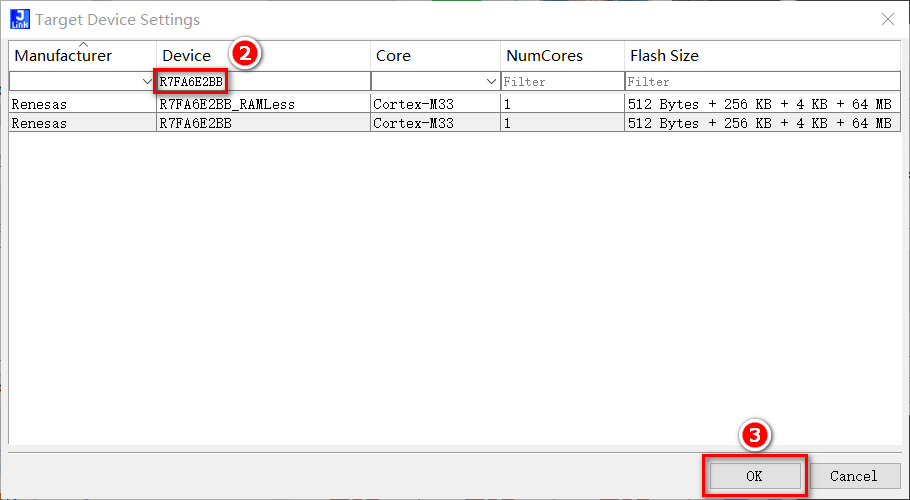 J Link Target Device Settings
2
Manufacturer Device Core NumCores Flash Size
R7FA6E2BB Filter Filter
Renesas R7FA6E2BB_RAMLess Cortex-M33 1 512 Bytes + 256 KB + 4 KB + 64 MB
Renesas R7FA6E2BB Cortex-M33 1 512 Bytes + 256 KB + 4 KB + 64 MB
3
OK Cancel